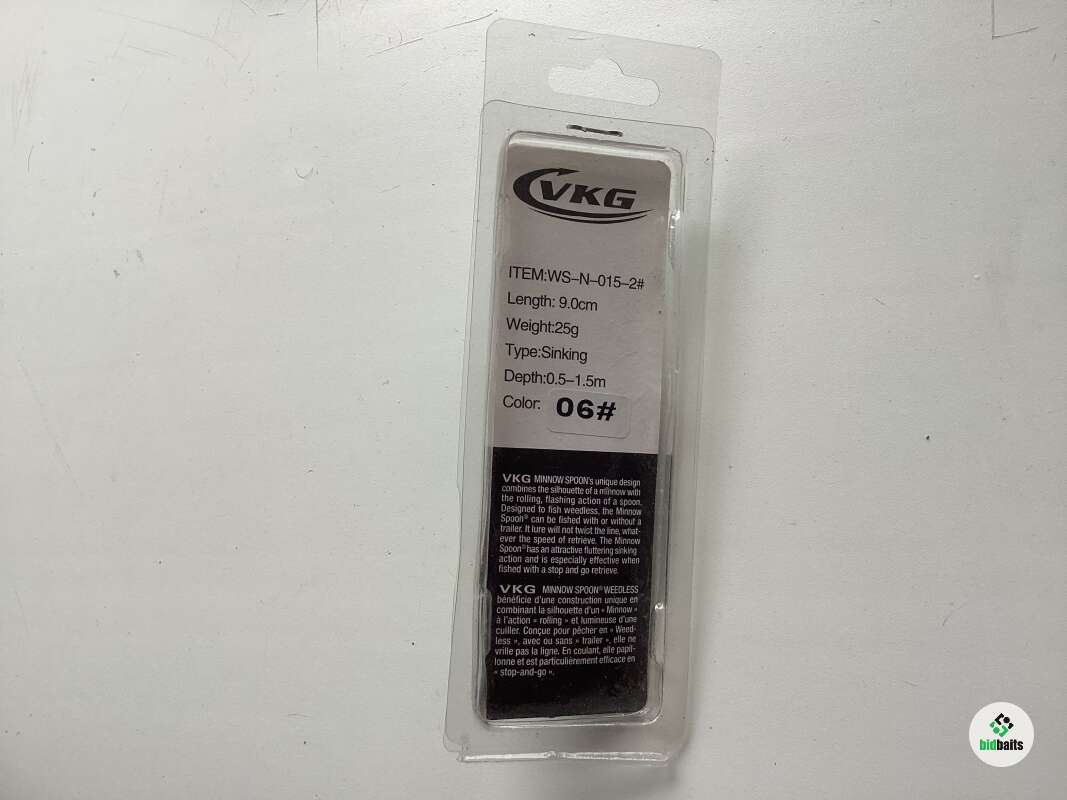 VKG
ITEM:WS–N–015–2#
Length: 9.0cm
Weight:25g
Type:Sinking
Depth:0.5–1.5m
Color: 06#
VKG MINNOW SPOON's unique design
combines the silhouette of a minnow with
the rolling, flashing action of a spoon.
Designed to fish weedless, the Minnow
Spoon® can be fished with or without a
trailer. It lure will not twist the line, what-
ever the speed of retrieve. The Minnow
Spoon® has an attractive fluttering sinking
action and is especially effective when
fished with a stop and go retrieve.
VKG MINNOW SPOON® WEEDLESS
bénéficie d'une construction unique en
combinant la silhouette d'un « Minnow »
à l'action « rolling » et lumineuse d'une
cuiller. Conçue pour pêcher en « Weed-
less », avec ou sans « trailer », elle ne
vrille pas la ligne. En coulant, elle papil-
lonne et est particulièrement efficace en
« stop-and-go ».
bidbaits